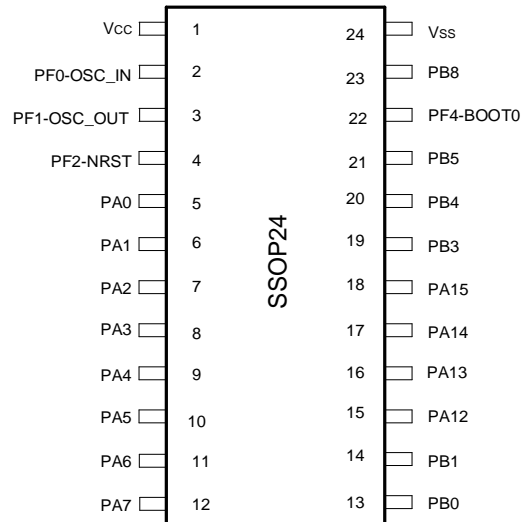 Vcc 1 24 Vss
PF0-OSC_IN 2 23 PB8
PF1-OSC_OUT 3 22 PF4-BOOT0
PF2-NRST 4 21 PB5
PA0 5 20 PB4
PA1 6 19 PB3
PA2 7 18 PA15
PA3 8 17 PA14
PA4 9 16 PA13
PA5 10 15 PA12
PA6 11 14 PB1
PA7 12 13 PB0
SSOP24